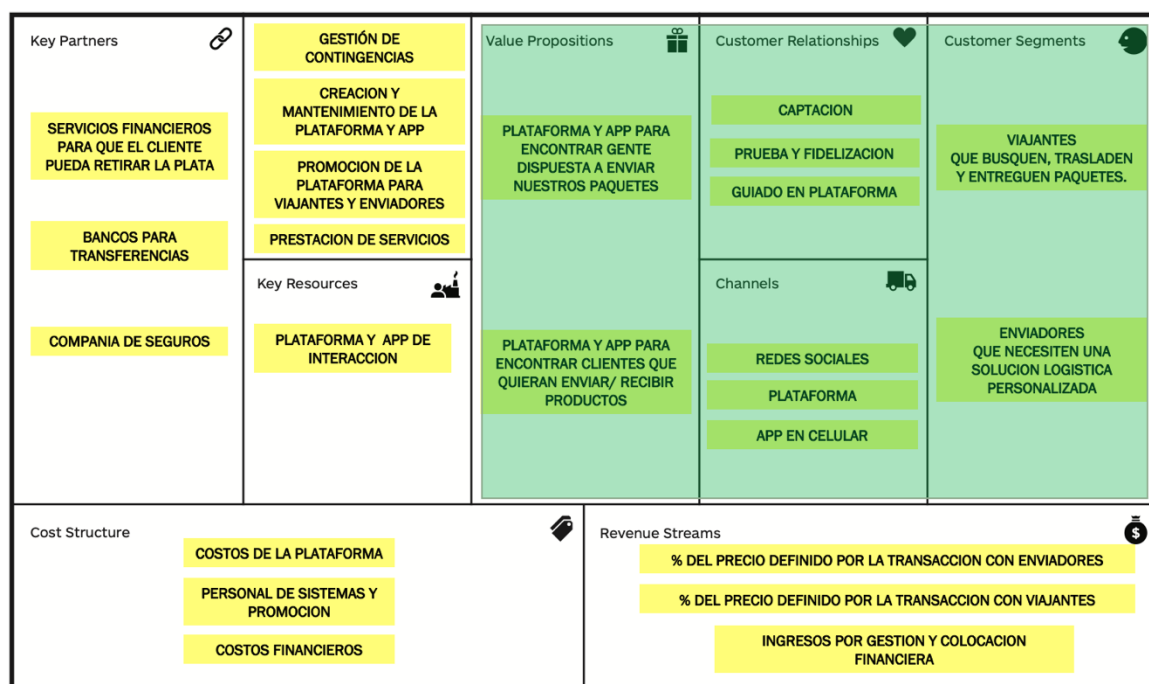 Key Partners
SERVICIOS FINANCIEROS
PARA QUE EL CLIENTE
PUEDA RETIRAR LA PLATA
BANCOS PARA
TRANSFERENCIAS
COMPANIA DE SEGUROS
GESTIÓN DE
CONTINGENCIAS
CREACION Y
MANTENIMIENTO DE LA
PLATAFORMA Y APP
PROMOCION DE LA
PLATAFORMA PARA
VIAJANTES Y ENVIADORES
PRESTACION DE SERVICIOS
Key Resources
PLATAFORMA Y APP DE
INTERACCION
Value Propositions
PLATAFORMA Y APP PARA
ENCONTRAR GENTE
DISPUESTA A ENVIAR
NUESTROS PAQUETES
PLATAFORMA Y APP PARA
ENCONTRAR CLIENTES QUE
QUIERAN ENVIAR/ RECIBIR
PRODUCTOS
Customer Relationships
CAPTACION
PRUEBA Y FIDELIZACION
GUIADO EN PLATAFORMA
Channels
REDES SOCIALES
PLATAFORMA
APP EN CELULAR
Customer Segments
VIAJANTES
QUE BUSQUEN, TRASLADEN
Y ENTREGUEN PAQUETES.
ENVIADORES
QUE NECESITEN UNA
SOLUCION LOGISTICA
PERSONALIZADA
Cost Structure
COSTOS DE LA PLATAFORMA
PERSONAL DE SISTEMAS Y
PROMOCION
COSTOS FINANCIEROS
Revenue Streams
$
% DEL PRECIO DEFINIDO POR LA TRANSACCION CON ENVIADORES
% DEL PRECIO DEFINIDO POR LA TRANSACCION CON VIAJANTES
INGRESOS POR GESTION Y COLOCACION
FINANCIERA